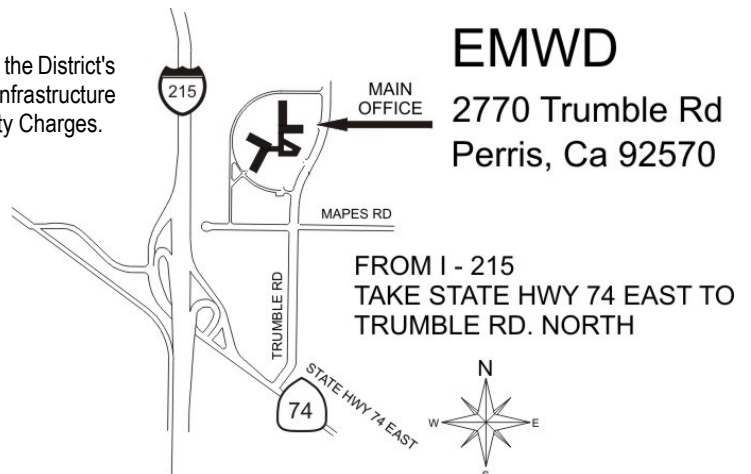 the District's
nfrastructure
ty Charges.
215
MAIN
OFFICE
EMWD
2770 Trumble Rd
Perris, Ca 92570
MAPES RD
TRUMBLE RD
FROM I - 215
TAKE STATE HWY 74 EAST TO
TRUMBLE RD. NORTH
STATE HWY 74 EAST
74
N
W
E
S